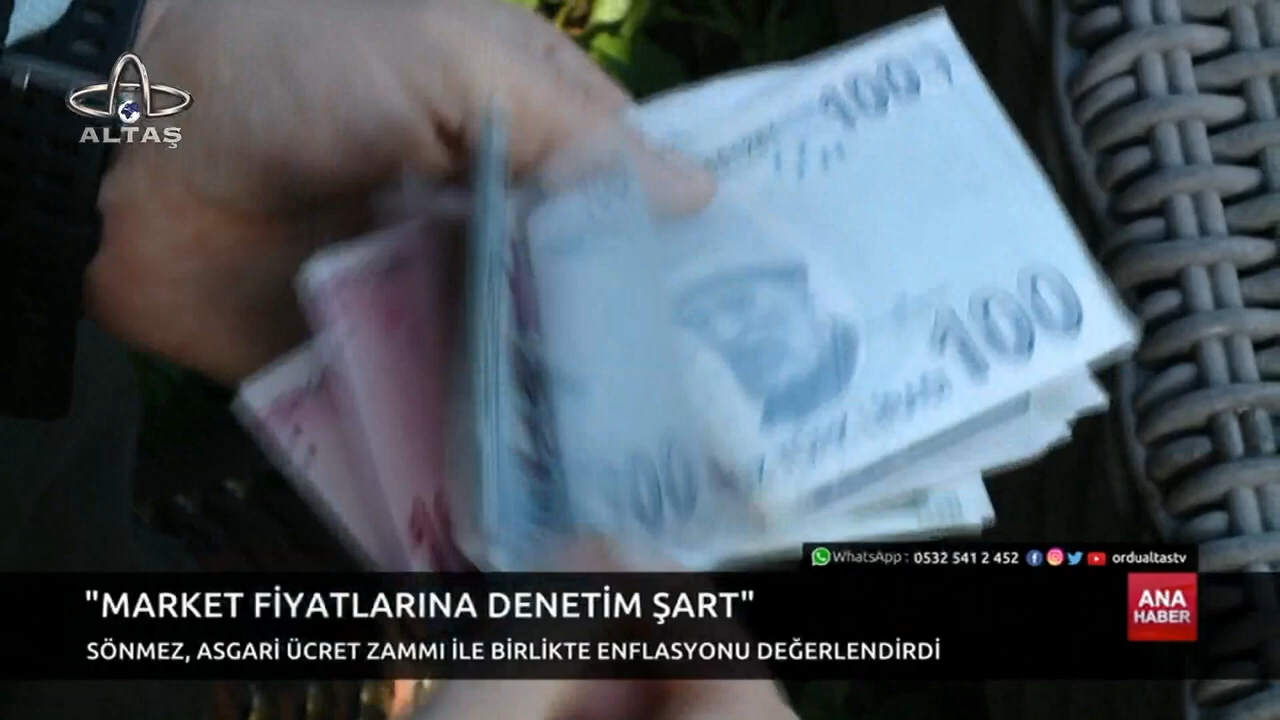 ALTAŞ
100
100
00
WhatsApp : 0532 541 2 452 ordualtastv
"MARKET FİYATLARINA DENETİM ŞART"
SÖNMEZ, ASGARİ ÜCRET ZAMMI İLE BİRLİKTE ENFLASYONU DEĞERLENDİRDİ
ANA
HABER